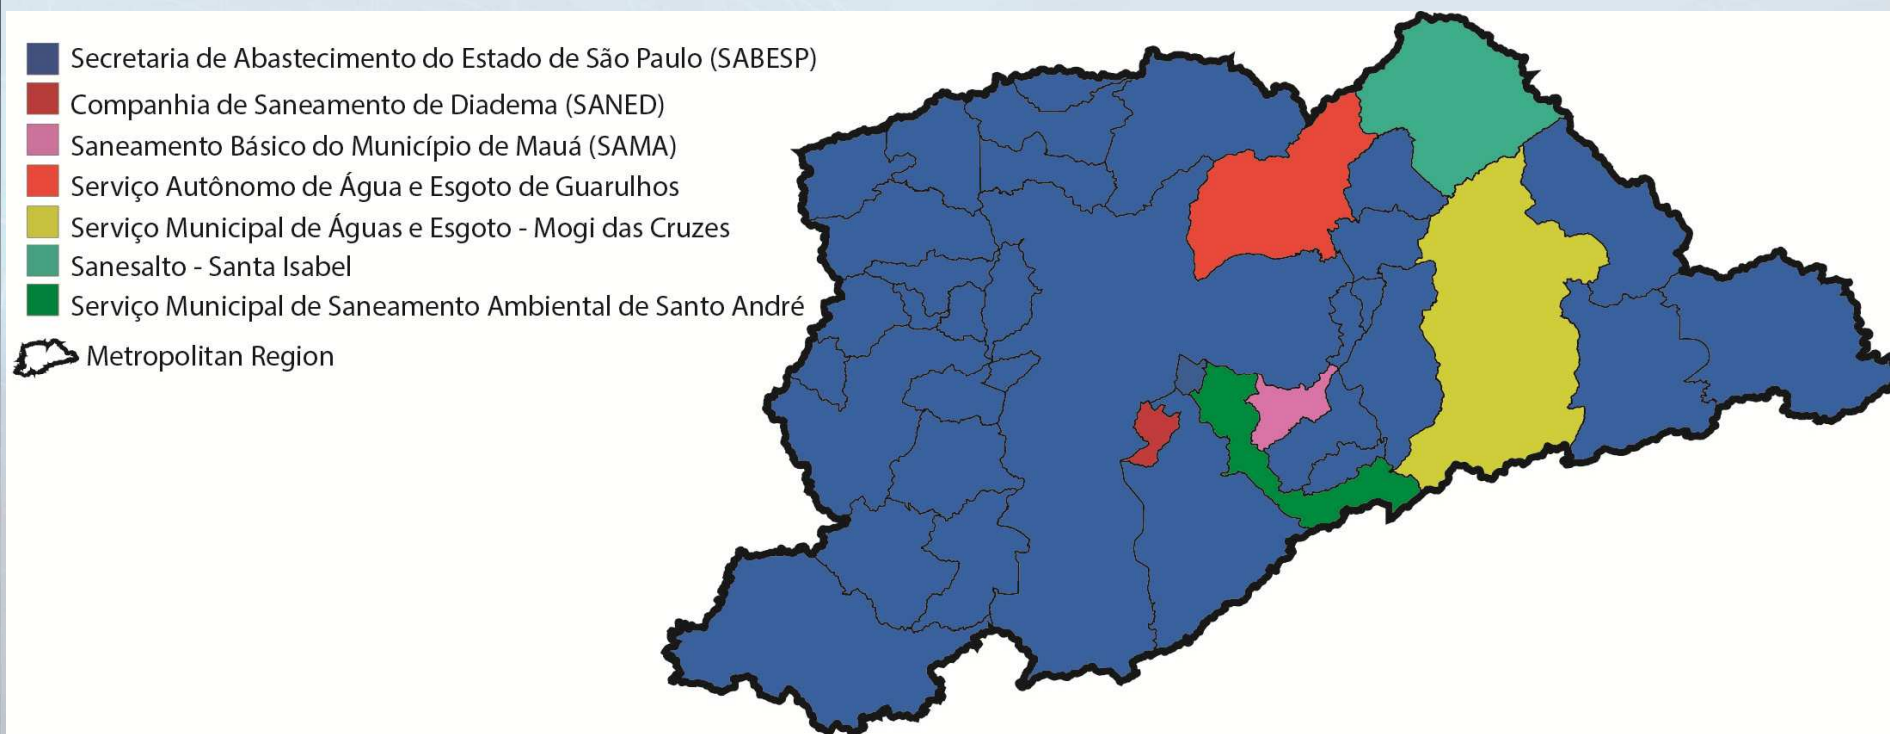 Secretaria de Abastecimento do Estado de São Paulo (SABESP)
Companhia de Saneamento de Diadema (SANED)
Saneamento Básico do Município de Mauá (SAMA)
Serviço Autônomo de Água e Esgoto de Guarulhos
Serviço Municipal de Águas e Esgoto - Mogi das Cruzes
Sanesalto - Santa Isabel
Serviço Municipal de Saneamento Ambiental de Santo André
Metropolitan Region